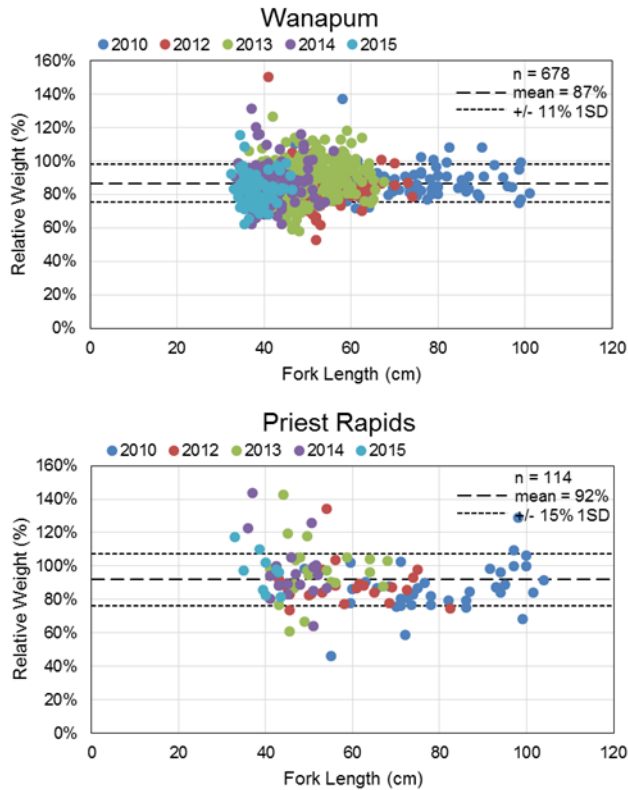 Wanapum
2010 2012 2013 2014 2015
160%
140%
120%
100%
80%
60%
40%
20%
0%
Relative Weight (%)
n = 678
mean = 87%
+/- 11% 1SD
0 20 40 60 80 100 120
Fork Length (cm)
Priest Rapids
2010 2012 2013 2014 2015
160%
140%
120%
100%
80%
60%
40%
20%
0%
Relative Weight (%)
n = 114
mean = 92%
+/- 15% 1SD
0 20 40 60 80 100 120
Fork Length (cm)